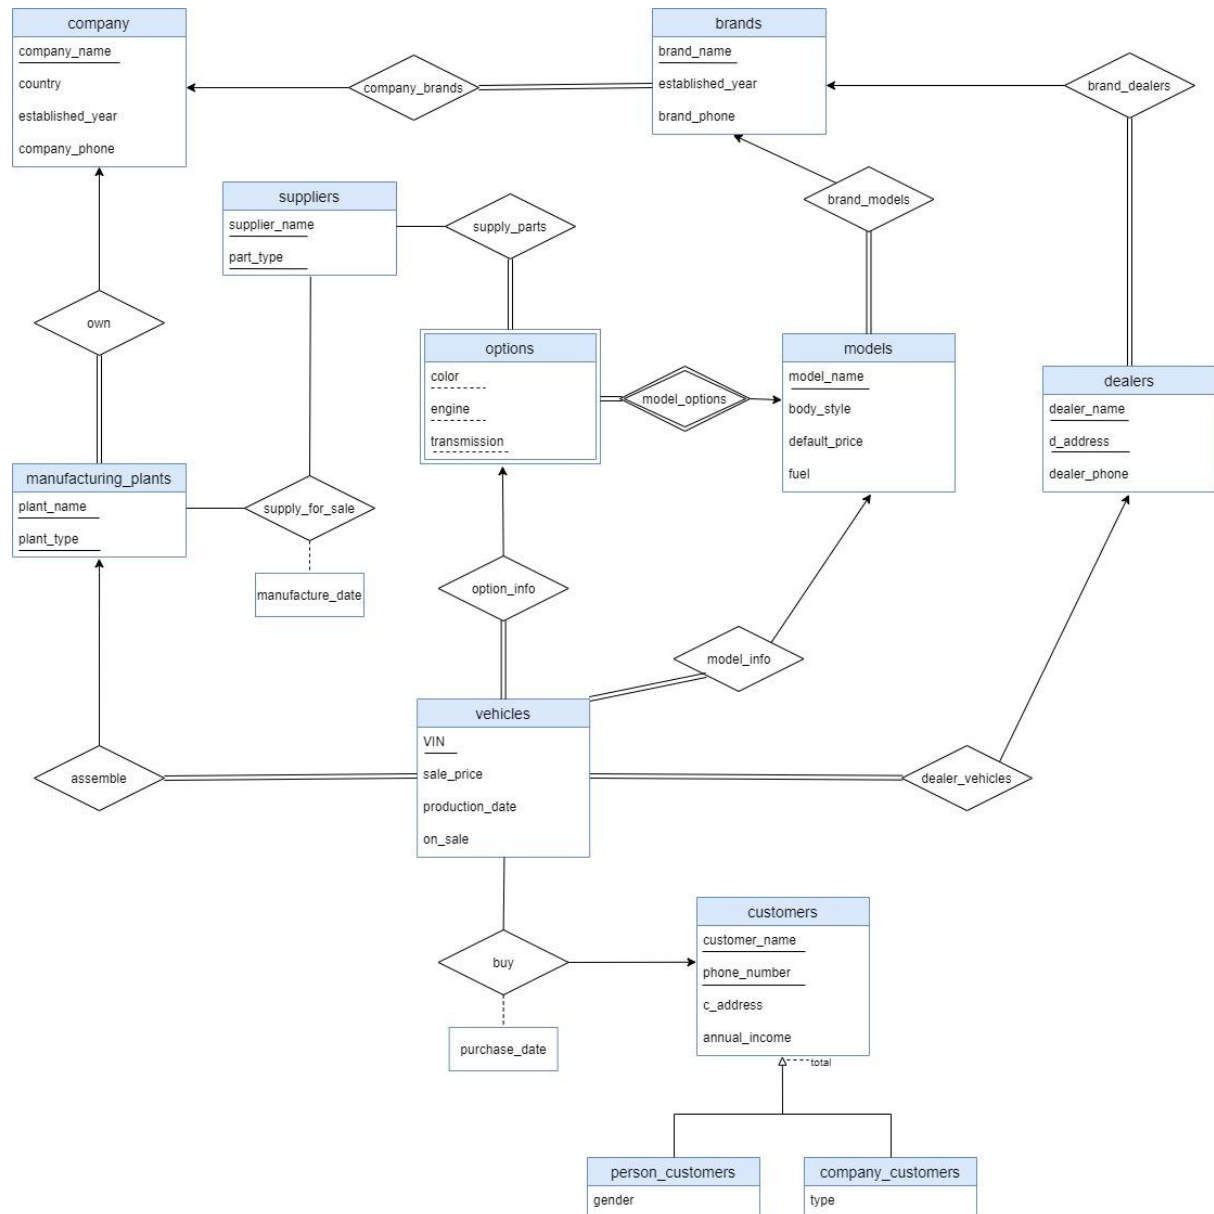 company
company_name
country
established_year
company_phone
company_brands
brands
brand_name
established_year
brand_phone
brand_dealers
suppliers
supplier_name
part_type
supply_parts
brand_models
own
options
color
engine
transmission
model_options
models
model_name
body_style
default_price
fuel
dealers
dealer_name
d_address
dealer_phone
manufacturing_plants
plant_name
plant_type
supply_for_sale
manufacture_date
option_info
model_info
vehicles
VIN
sale_price
production_date
on_sale
assemble
dealer_vehicles
buy
purchase_date
customers
customer_name
phone_number
c_address
annual_income
total
person_customers
gender
company_customers
type